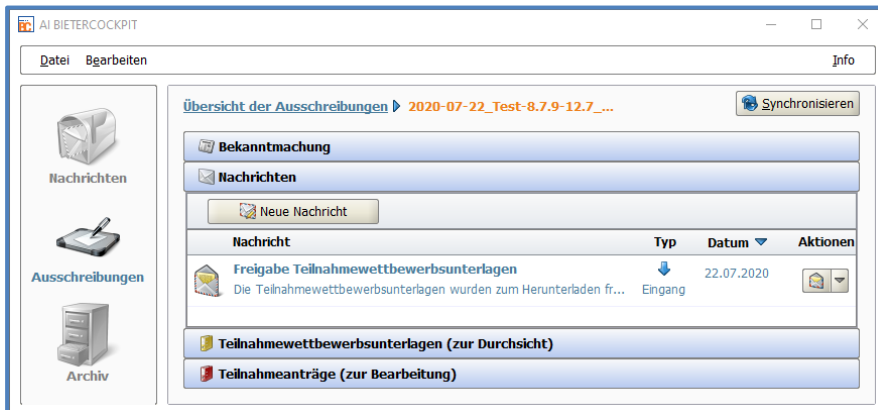 AI BIETERCOCKPIT
Datei Bearbeiten Info
Übersicht der Ausschreibungen 2020-07-22_Test-8.7.9-12.7_... Synchronisieren
Bekanntmachung
Nachrichten
Nachrichten
Neue Nachricht
Nachricht Typ Datum Aktionen
Freigabe Teilnahmewettbewerbsunterlagen 22.07.2020
Die Teilnahmewettbewerbsunterlagen wurden zum Herunterladen fr... Eingang
Ausschreibungen
Teilnahmewettbewerbsunterlagen (zur Durchsicht)
Teilnahmeanträge (zur Bearbeitung)
Archiv